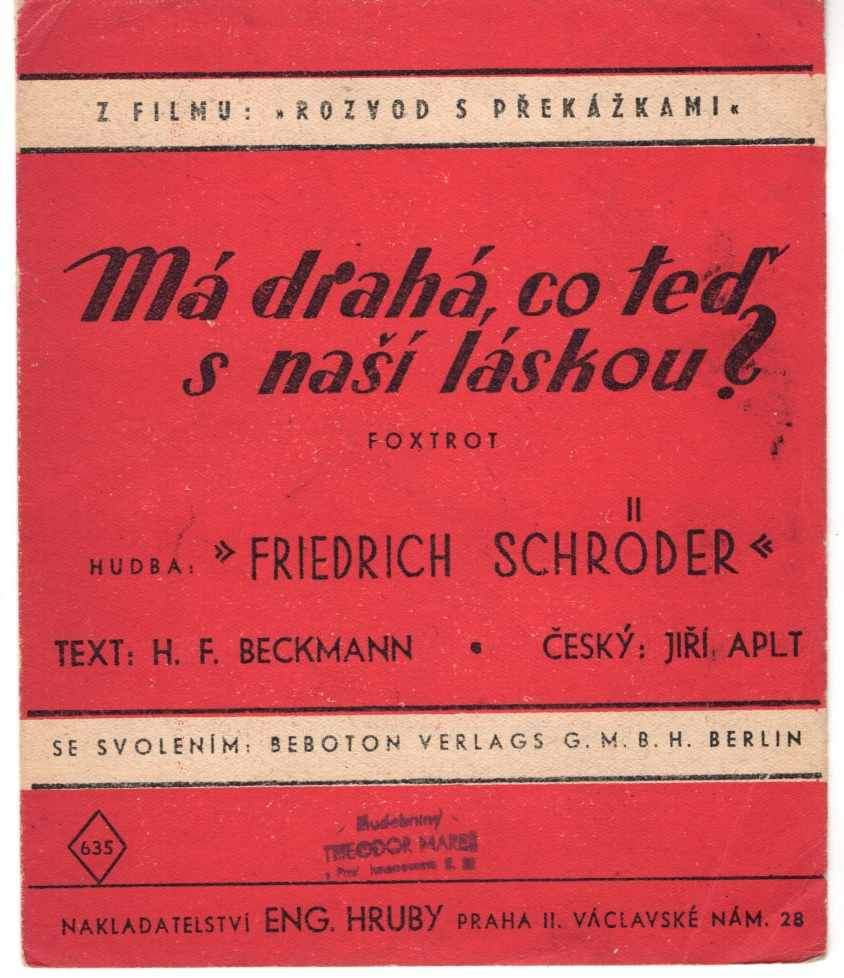 Z FILMU: »ROZVOD S PŘEKÁŽKAMI«
Má drahá, co teď
s naší láskou?
FOXTROT
HUDBA: »FRIEDRICH SCHRÖDER«
TEXT: H. F. BECKMANN • ČESKÝ: JIŘÍ APLT
SE SVOLENÍM: BEBOTON VERLAGS G. M. B. H. BERLIN
635
Hudebniny
THEODOR MAREŠ
NAKLADATELSTVÍ ENG. HRUBY PRAHA II. VÁCLAVSKÉ NÁM. 28